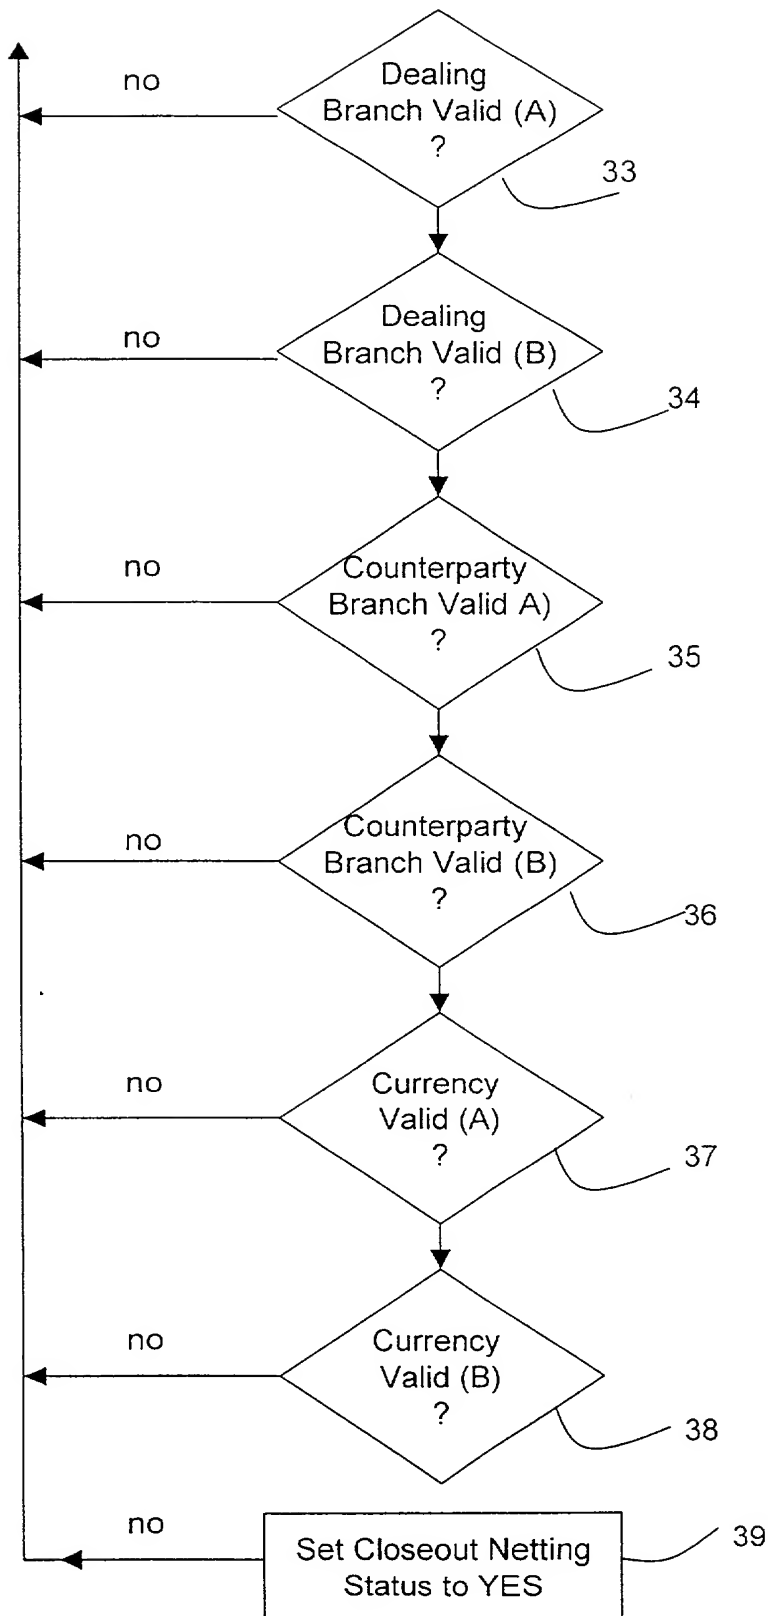 no
Dealing
Branch Valid (A)
?
33
no
Dealing
Branch Valid (B)
?
34
no
Counterparty
Branch Valid A)
?
35
no
Counterparty
Branch Valid (B)
?
36
no
Currency
Valid (A)
?
37
no
Currency
Valid (B)
?
38
no
Set Closeout Netting
Status to YES
39